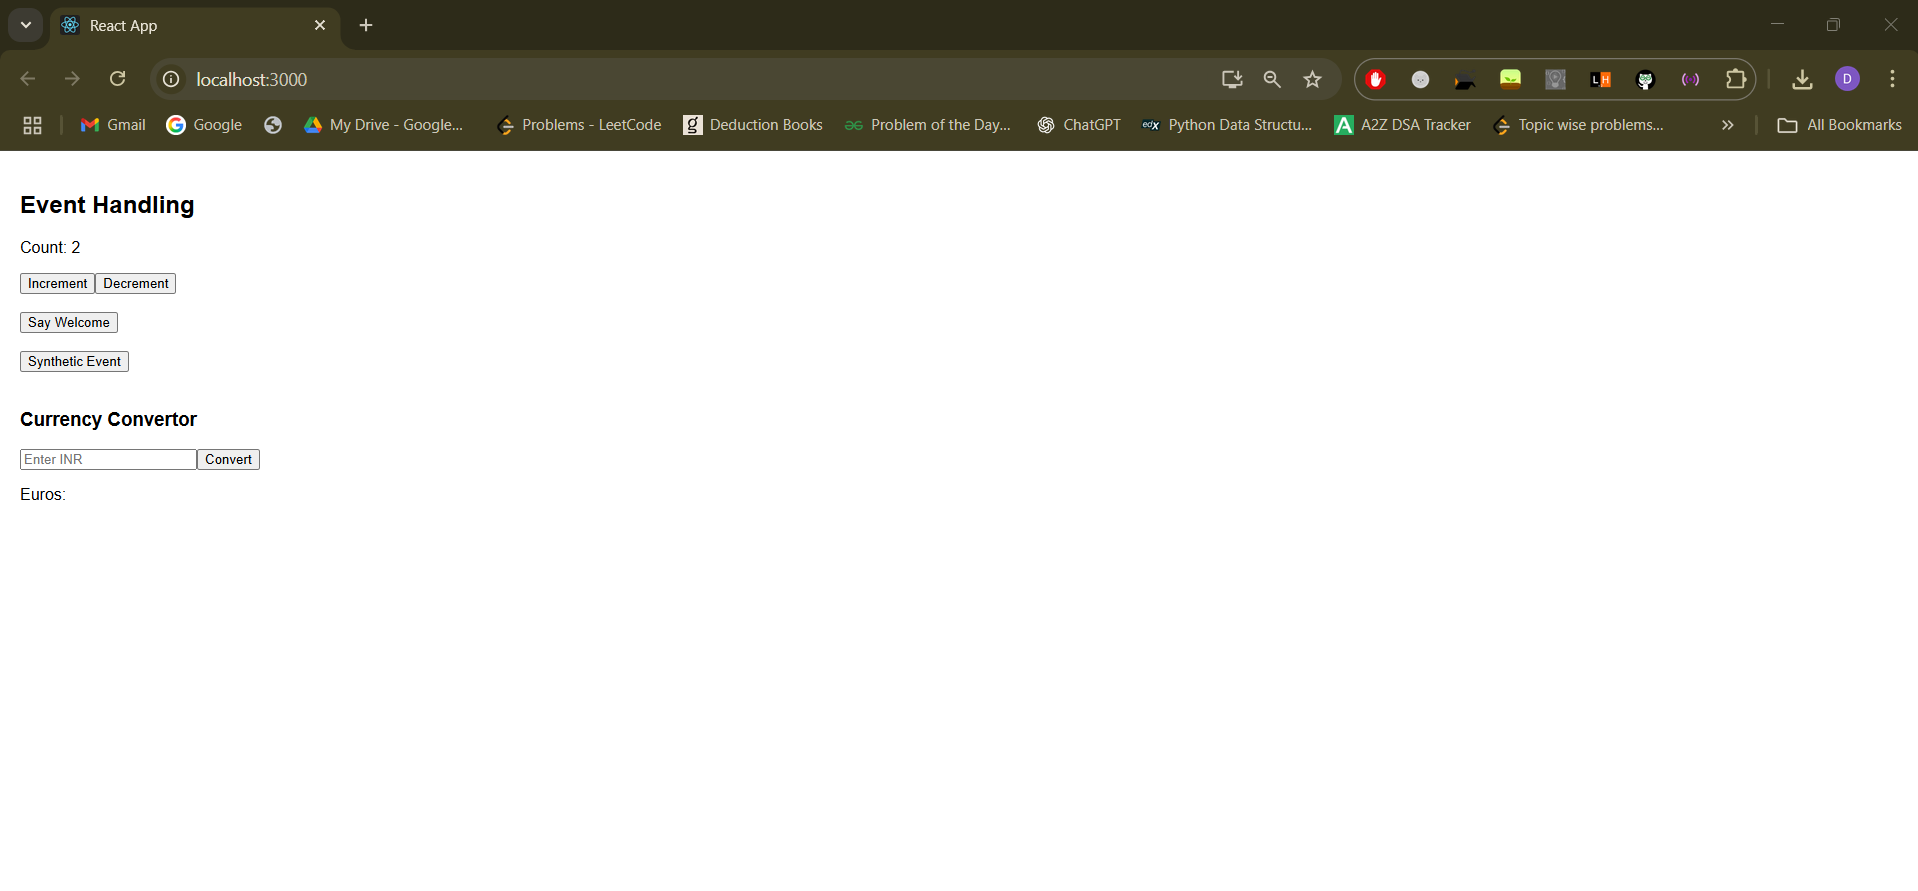 React App
localhost:3000
D
Gmail Google My Drive - Google... Problems - LeetCode Deduction Books Problem of the Day... ChatGPT edx Python Data Structu... A A2Z DSA Tracker Topic wise problems... All Bookmarks
Event Handling
Count: 2
Increment Decrement
Say Welcome
Synthetic Event
Currency Convertor
Enter INR Convert
Euros: